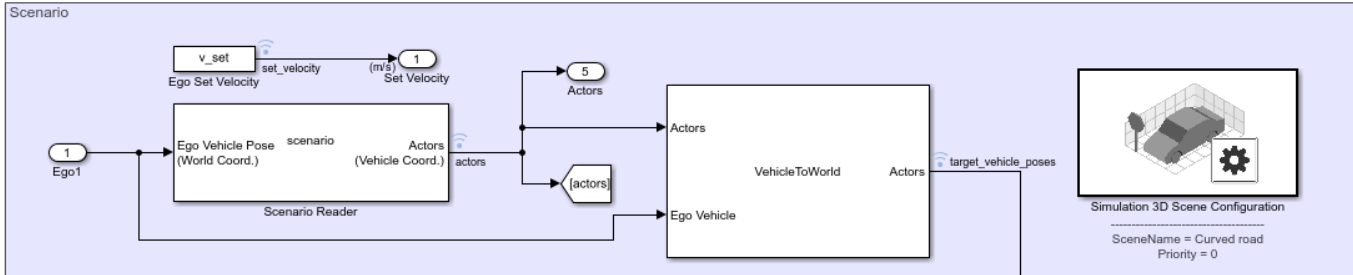 Scenario
v_set
set_velocity
Ego Set Velocity
(m/s)
1
Set Velocity
5
Actors
Ego Vehicle Pose
(World Coord.)
scenario
Actors
(Vehicle Coord.)
actors
Scenario Reader
1
Ego1
[actors]
Actors
VehicleToWorld
Actors
Ego Vehicle
target_vehicle_poses
Simulation 3D Scene Configuration
SceneName = Curved road
Priority = 0